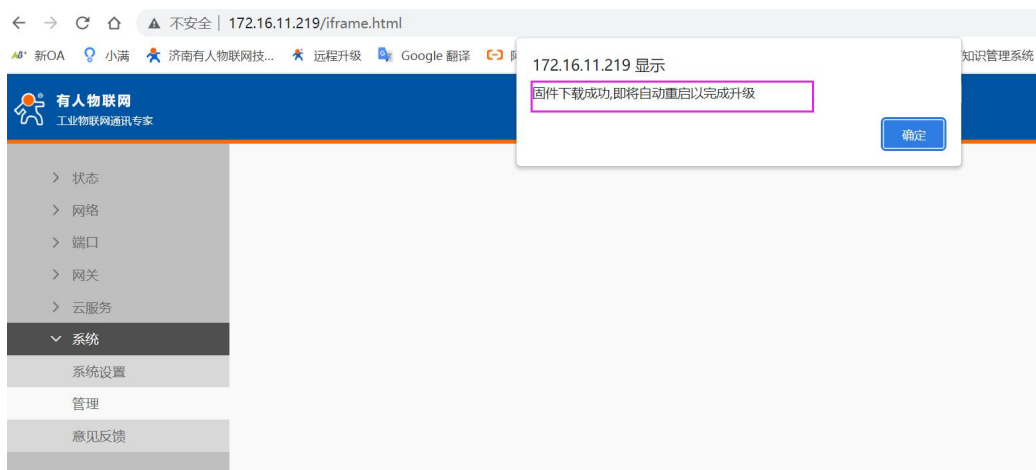 不安全 | 172.16.11.219/iframe.html
新OA 小满 济南有人物联网技... 远程升级 Google 翻译 知识管理系统
172.16.11.219 显示
固件下载成功,即将自动重启以完成升级
确定
有人物联网
工业物联网通讯专家
状态
网络
端口
网关
云服务
系统
系统设置
管理
意见反馈